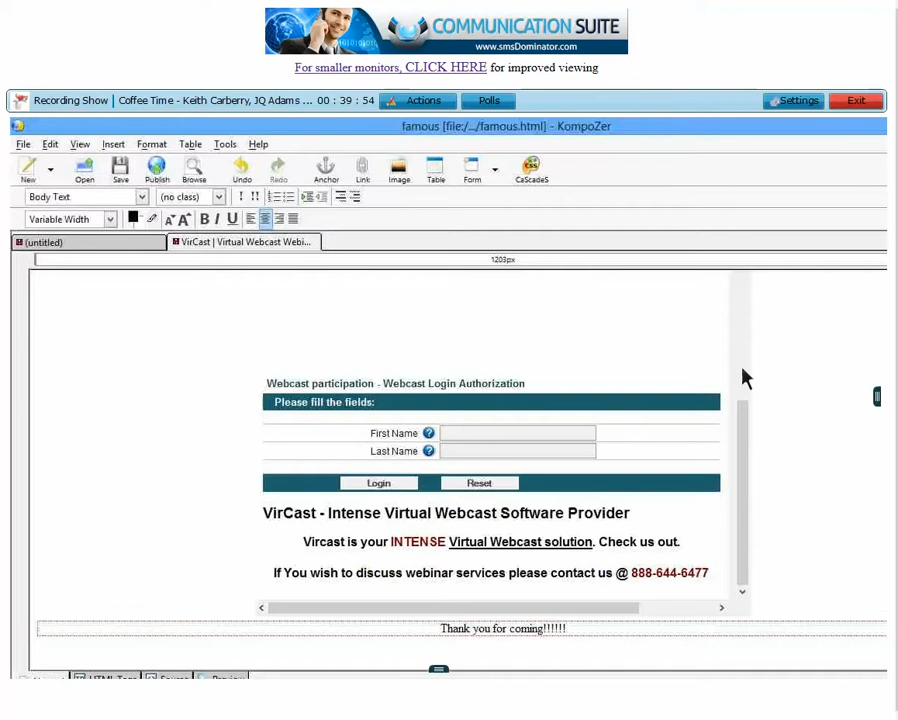 COMMUNICATION SUITE
www.smsDominator.com
For smaller monitors, CLICK HERE for improved viewing
Recording Show | Coffee Time - Keith Carberry, JQ Adams ... 00 : 39 : 54 Actions Polls Settings Exit
famous [file:/.../famous.html] - KompoZer
File Edit View Insert Format Table Tools Help
New Open Save Publish Browse Undo Redo Anchor Link Image Table Form CaScadeS
Body Text (no class) ! !!
Variable Width A A B I U
(untitled) VirCast | Virtual Webcast Webi...
1203px
Webcast participation - Webcast Login Authorization
Please fill the fields:
First Name ?
Last Name ?
Login Reset
VirCast - Intense Virtual Webcast Software Provider
Vircast is your INTENSE Virtual Webcast solution. Check us out.
If You wish to discuss webinar services please contact us @ 888-644-6477
Thank you for coming!!!!!!
HTML Tags Source Preview